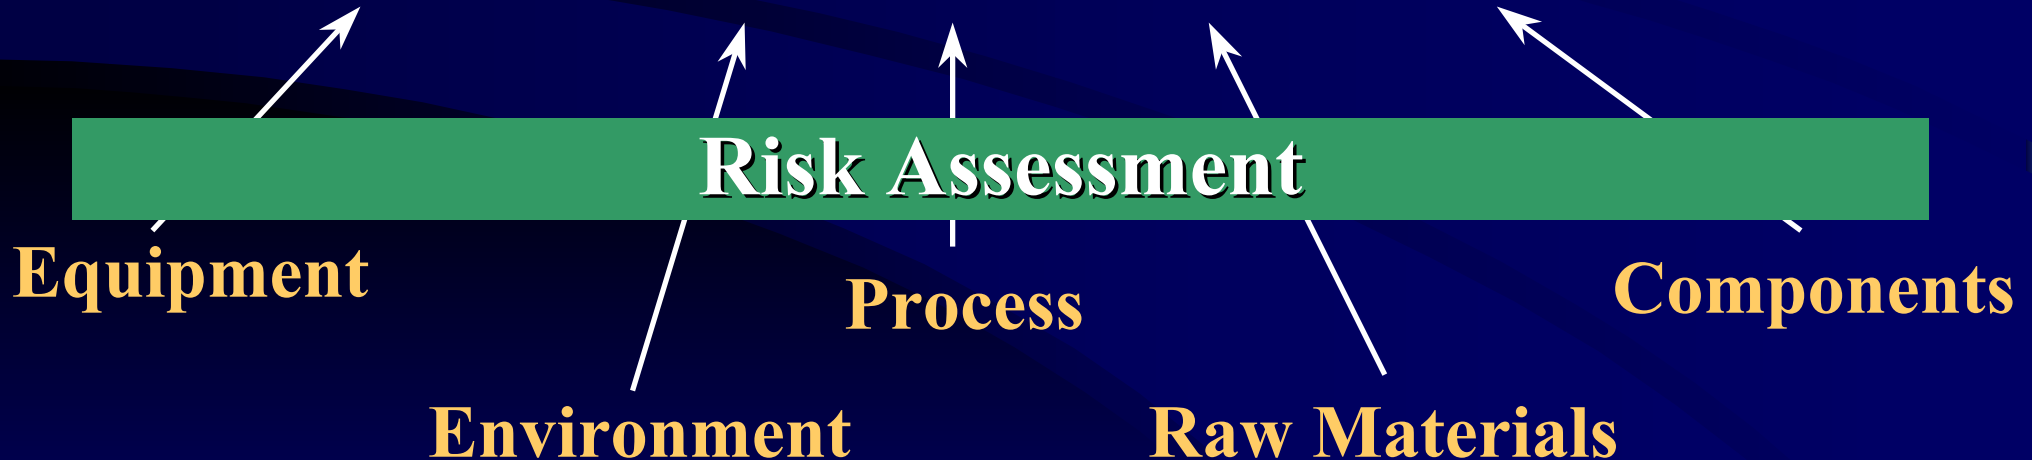 Risk Assessment
Equipment
Process
Components
Environment
Raw Materials